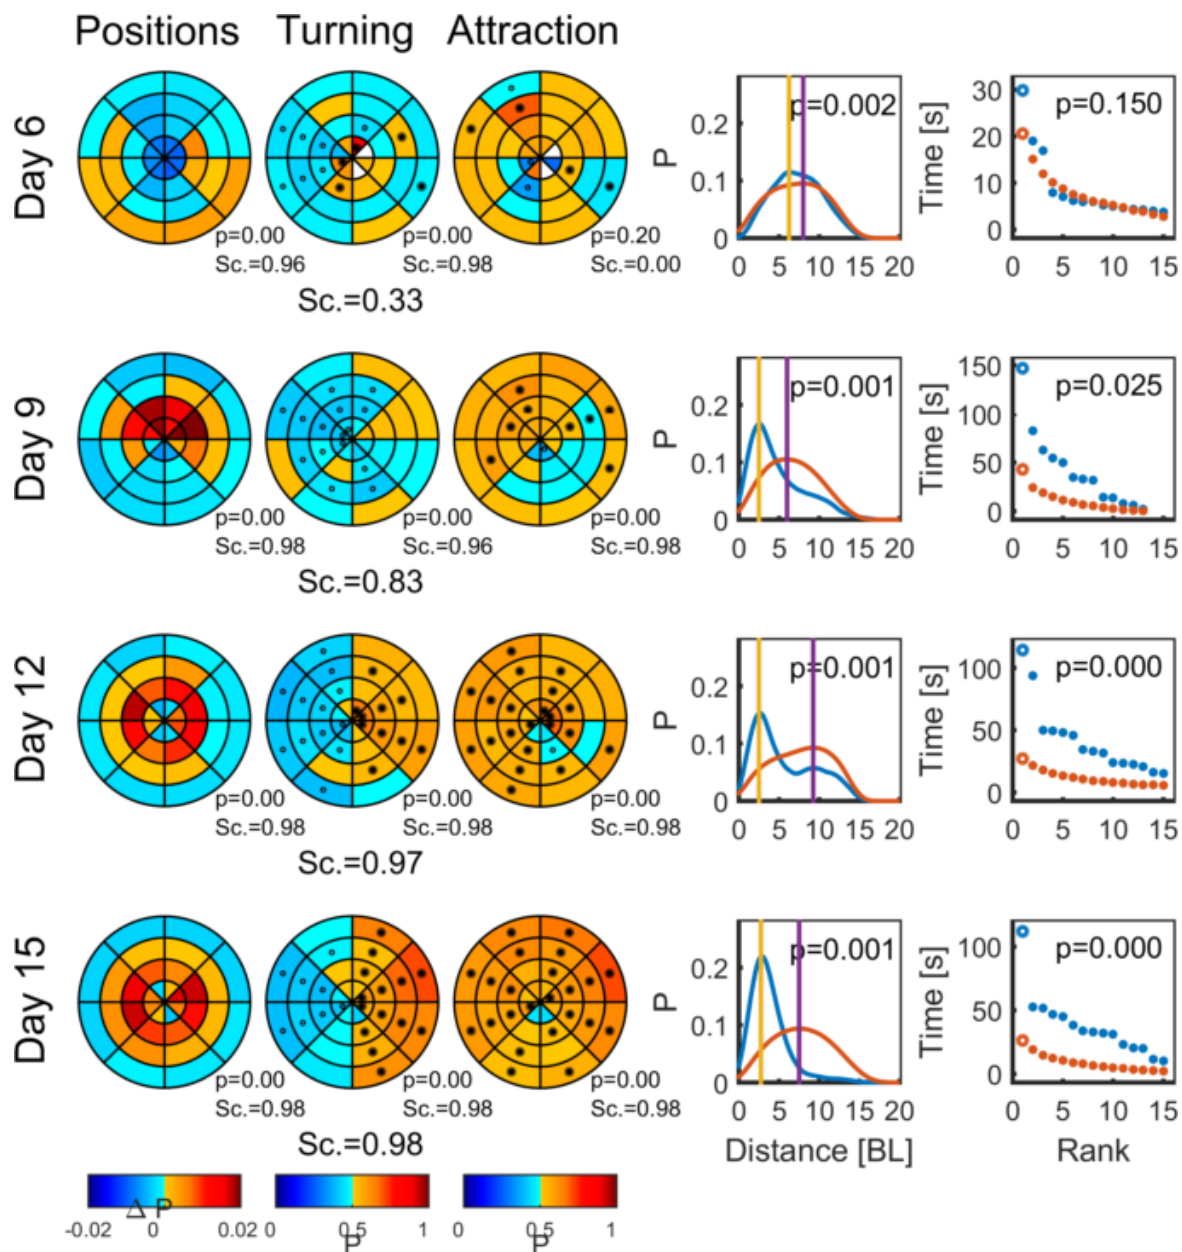 Positions Turning Attraction
Day 6
p=0.00
Sc.=0.96
p=0.00
Sc.=0.98
p=0.20
Sc.=0.00
Sc.=0.33
P
0.2
0.1
0
p=0.002
0 5 10 15 20
Time [s]
30
20
10
0
p=0.150
0 5 10 15
Day 9
p=0.00
Sc.=0.98
p=0.00
Sc.=0.96
p=0.00
Sc.=0.98
Sc.=0.83
P
0.2
0.1
0
p=0.001
0 5 10 15 20
Time [s]
150
100
50
0
p=0.025
0 5 10 15
Day 12
p=0.00
Sc.=0.98
p=0.00
Sc.=0.98
p=0.00
Sc.=0.98
Sc.=0.97
P
0.2
0.1
0
p=0.001
0 5 10 15 20
Time [s]
100
50
0
p=0.000
0 5 10 15
Day 15
p=0.00
Sc.=0.98
p=0.00
Sc.=0.98
p=0.00
Sc.=0.98
Sc.=0.98
P
0.2
0.1
0
p=0.001
0 5 10 15 20
Distance [BL]
Time [s]
100
50
0
p=0.000
0 5 10 15
Rank
-0.02 0 0.02
Δ P
0 0.5 1
P
0 0.5 1
P